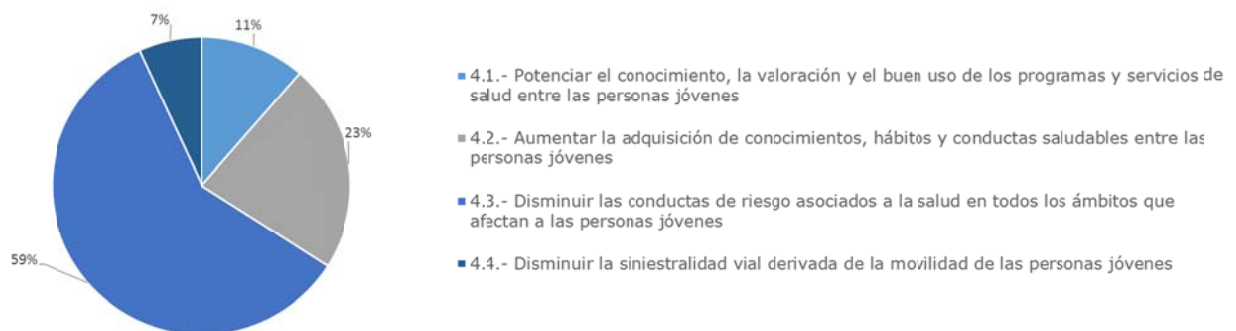 7%
11%
23%
59%
4.1.- Potenciar el conocimiento, la valoración y el buen uso de los programas y servicios de
salud entre las personas jóvenes
4.2.- Aumentar la adquisición de conocimientos, hábitos y conductas saludables entre las
personas jóvenes
4.3.- Disminuir las conductas de riesgo asociados a la salud en todos los ámbitos que
afectan a las personas jóvenes
4.4.- Disminuir la siniestralidad vial derivada de la movilidad de las personas jóvenes